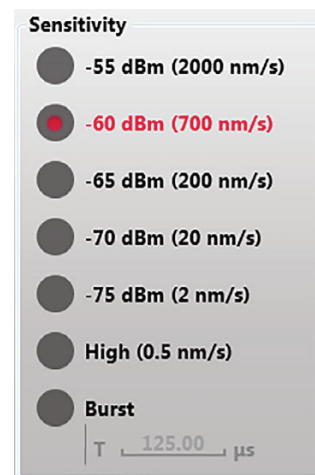 Sensitivity
-55 dBm (2000 nm/s)
-60 dBm (700 nm/s)
-65 dBm (200 nm/s)
-70 dBm (20 nm/s)
-75 dBm (2 nm/s)
High (0.5 nm/s)
Burst
T 125.00 µs